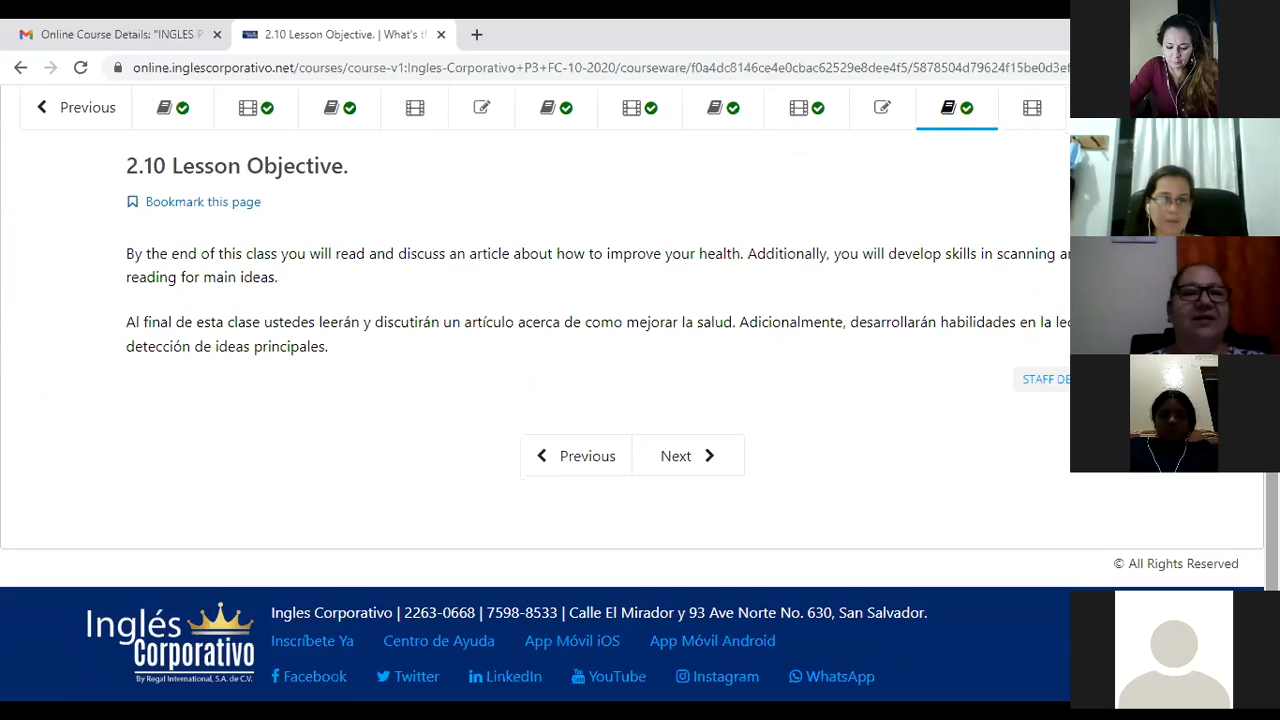 Online Course Details: "INGLES P
2.10 Lesson Objective. | What's th
online.inglescorporativo.net/courses/course-v1:Ingles-Corporativo+P3+FC-10-2020/courseware/f0a4dc8146ce4e0cbac62529e8dee4f5/5878504d79624f15be0d3ef
Previous
2.10 Lesson Objective.
Bookmark this page
By the end of this class you will read and discuss an article about how to improve your health. Additionally, you will develop skills in scanning an
reading for main ideas.
Al final de esta clase ustedes leerán y discutirán un artículo acerca de como mejorar la salud. Adicionalmente, desarrollarán habilidades en la lec
detección de ideas principales.
STAFF DE
Previous
Next
© All Rights Reserved
Inglés
Corporativo
By Regal International, S.A. de C.V.
Ingles Corporativo | 2263-0668 | 7598-8533 | Calle El Mirador y 93 Ave Norte No. 630, San Salvador.
Inscríbete Ya Centro de Ayuda App Móvil iOS App Móvil Android
Facebook Twitter LinkedIn YouTube Instagram WhatsApp